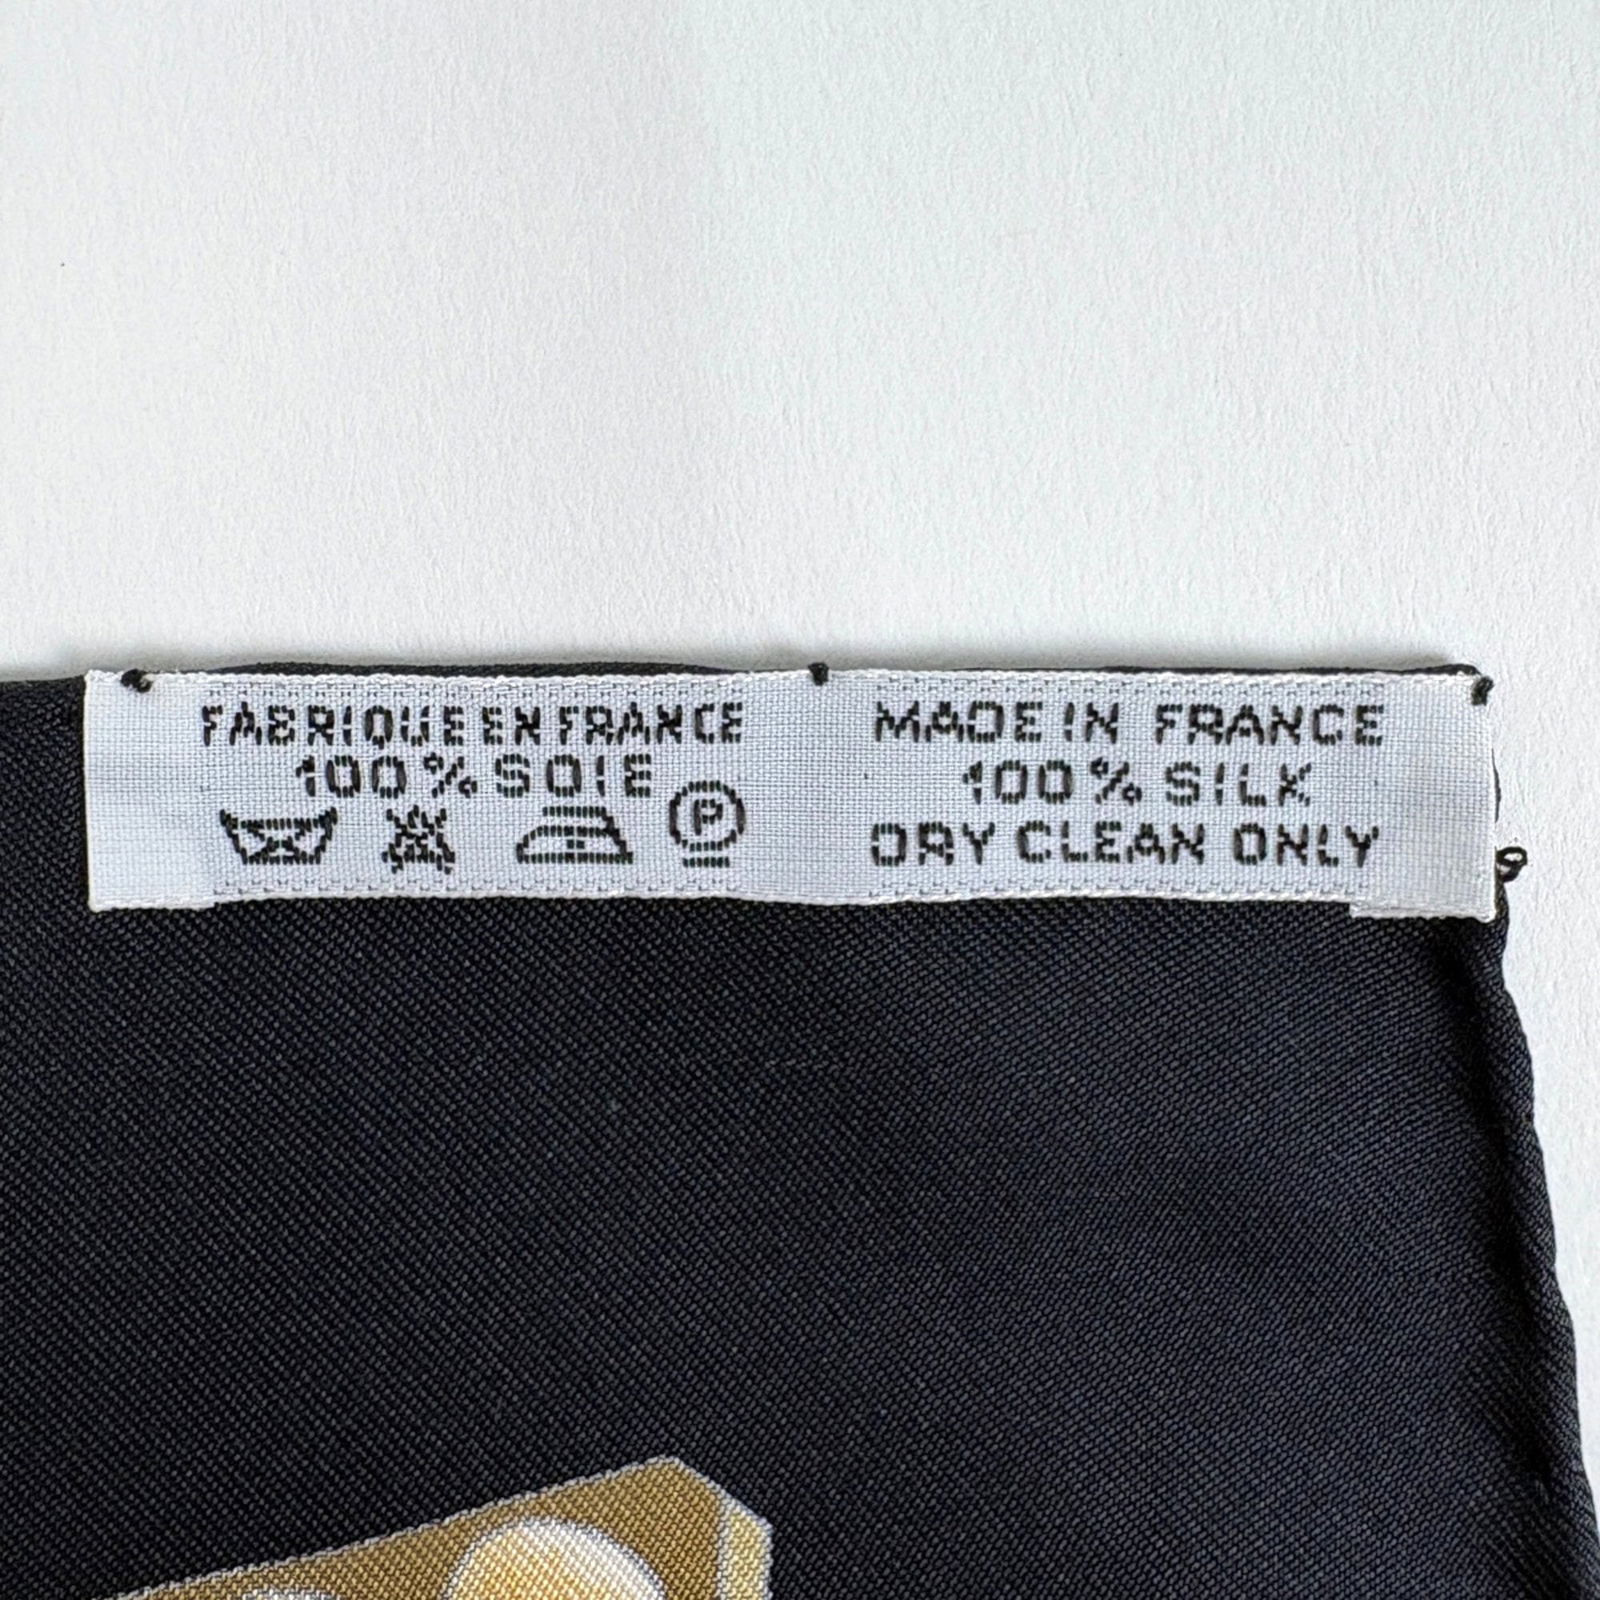 FABRIQUE EN FRANCE
100% SOIE
P
MADE IN FRANCE
100% SILK
DRY CLEAN ONLY